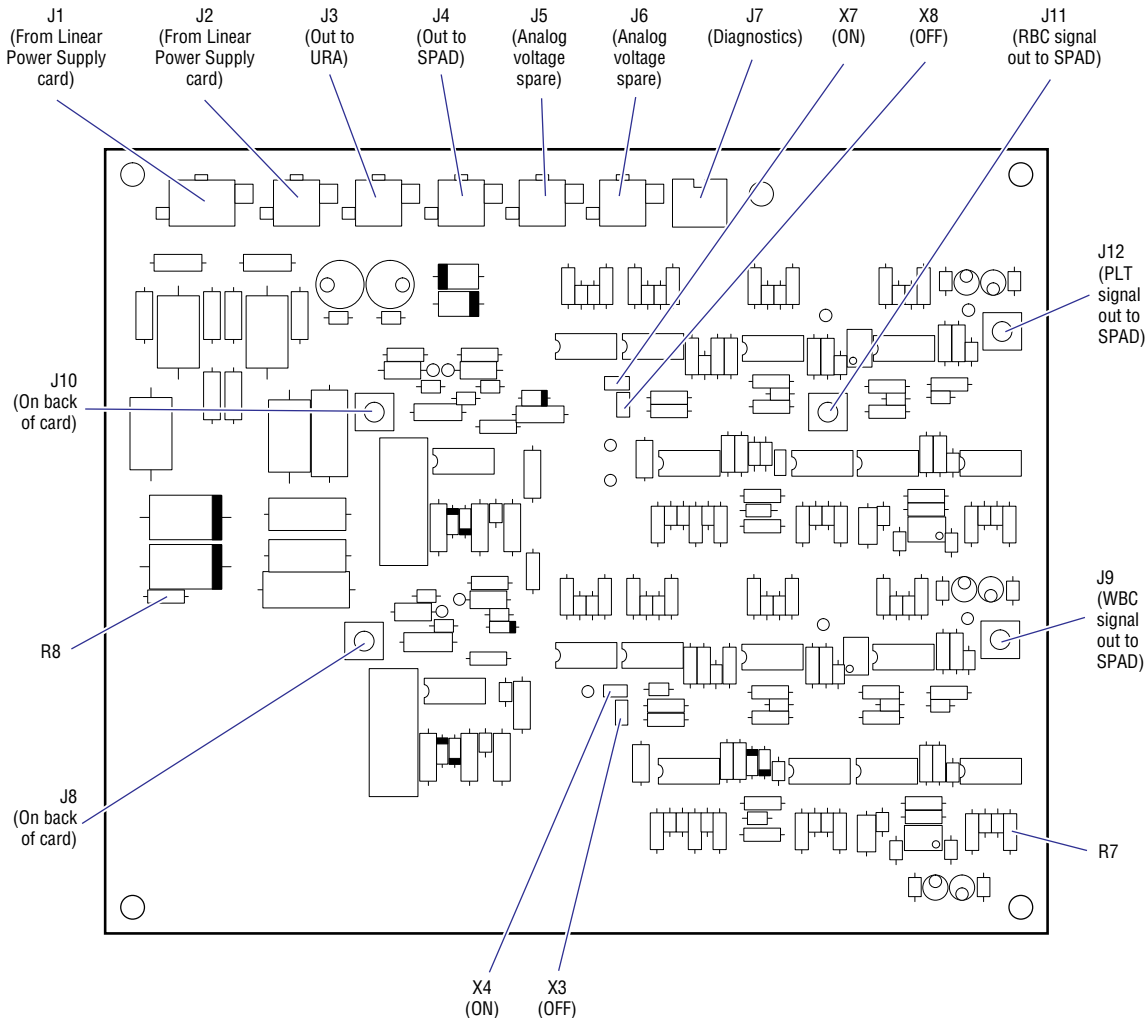 J1
(From Linear
Power Supply
card)
J2
(From Linear
Power Supply
card)
J3
(Out to
URA)
J4
(Out to
SPAD)
J5
(Analog
voltage
spare)
J6
(Analog
voltage
spare)
J7
(Diagnostics)
X7
(ON)
X8
(OFF)
J11
(RBC signal
out to SPAD)
J12
(PLT
signal
out to
SPAD)
J10
(On back
of card)
J9
(WBC
signal
out to
SPAD)
R8
J8
(On back
of card)
R7
X4
(ON)
X3
(OFF)